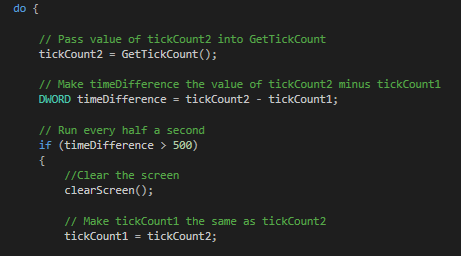 do {
// Pass value of tickCount2 into GetTickCount
tickCount2 = GetTickCount();
// Make timeDifference the value of tickCount2 minus tickCount1
DWORD timeDifference = tickCount2 - tickCount1;
// Run every half a second
if (timeDifference > 500)
{
//Clear the screen
clearScreen();
// Make tickCount1 the same as tickCount2
tickCount1 = tickCount2;